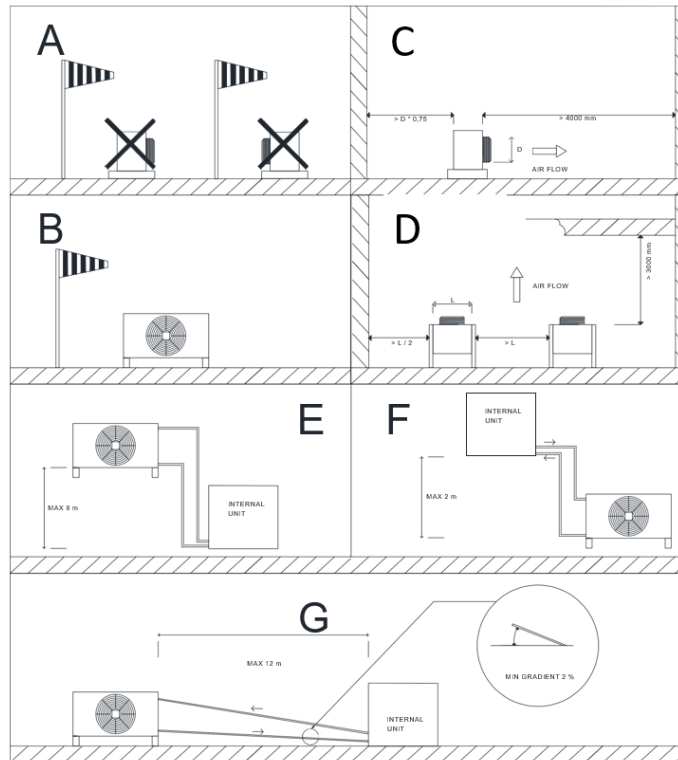 A
C
> D * 0,75
> 4000 mm
D
AIR FLOW
B
D
L
AIR FLOW
> 3000 mm
> L / 2
> L
E
F
INTERNAL
UNIT
MAX 8 m
INTERNAL
UNIT
MAX 2 m
G
MAX 12 m
MIN GRADIENT 2 %
INTERNAL
UNIT